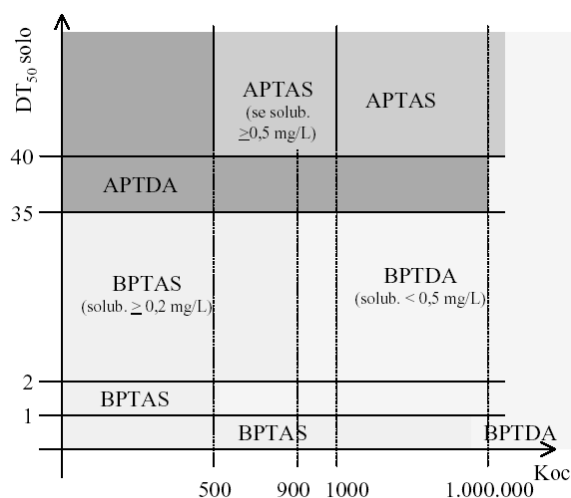 DT50 solo
APTAS
(se solub.
≥0,5 mg/L)
APTAS
40
APTDA
35
BPTAS
(solub. ≥ 0,2 mg/L)
BPTDA
(solub. < 0,5 mg/L)
2
BPTAS
1
BPTAS
BPTDA
500
900
1000
1.000.000
Koc